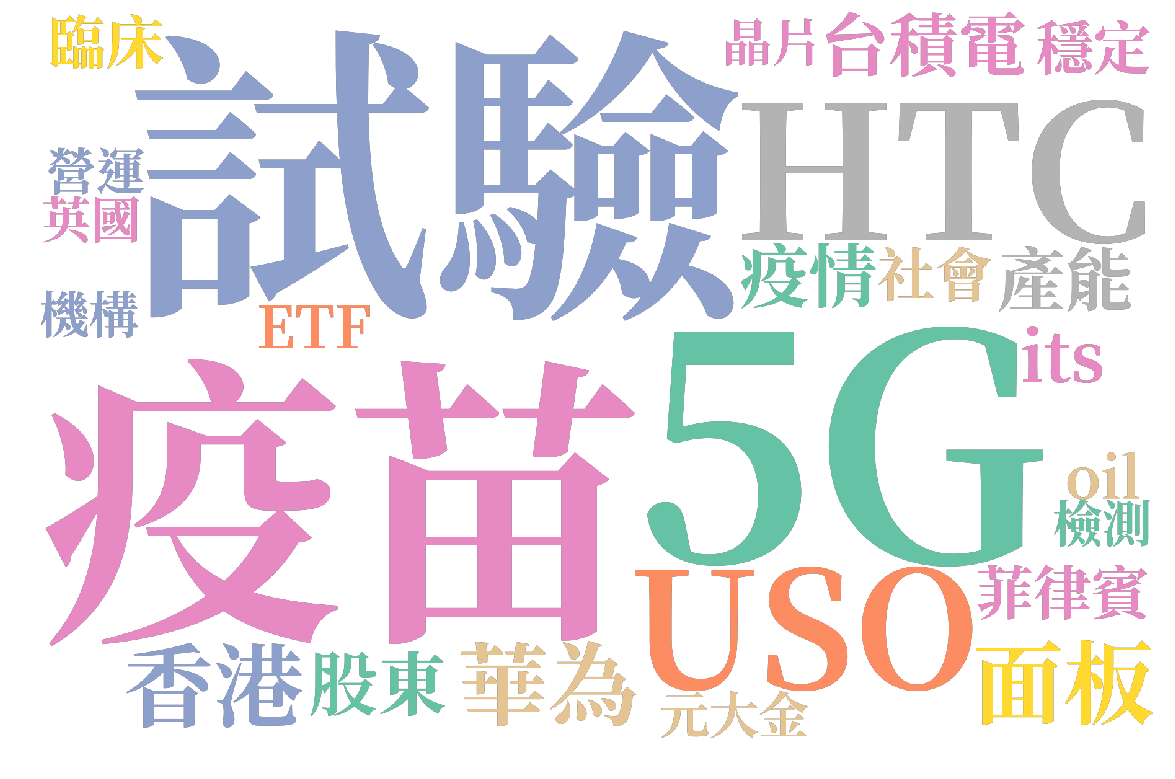 臨床
試驗
晶片
台積電
穩定
HTC
營運
英國
疫情
社會
產能
機構
ETF
5G
its
疫苗
oil
檢測
USO
菲律賓
香港
股東
華為
元大金
面板